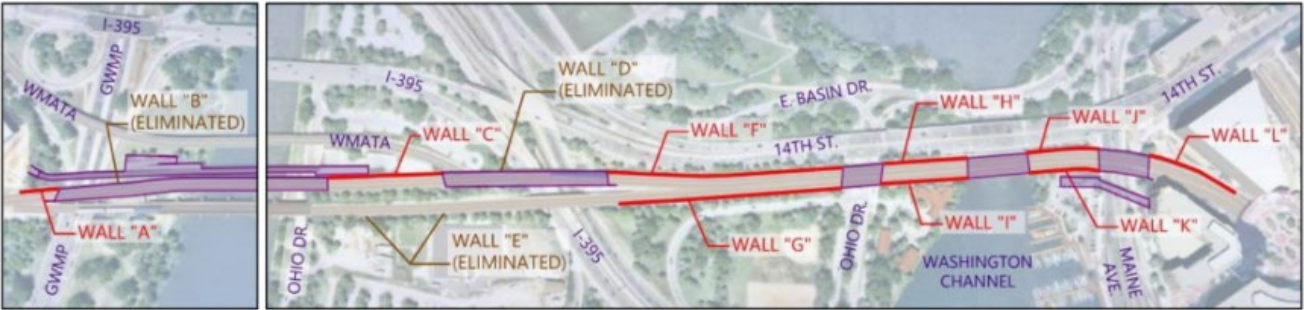 I-395
GWMP
WMATA
WALL "B"
(ELIMINATED)
WALL "A"
GWMP
I-395
WMATA
WALL "C"
WALL "D"
(ELIMINATED)
E. BASIN DR.
WALL "F"
14TH ST.
WALL "H"
WALL "J"
14TH ST.
WALL "L"
OHIO DR.
WALL "E"
(ELIMINATED)
I-395
WALL "G"
OHIO DR.
WALL "I"
WASHINGTON
CHANNEL
WALL "K"
MAINE
AVE.